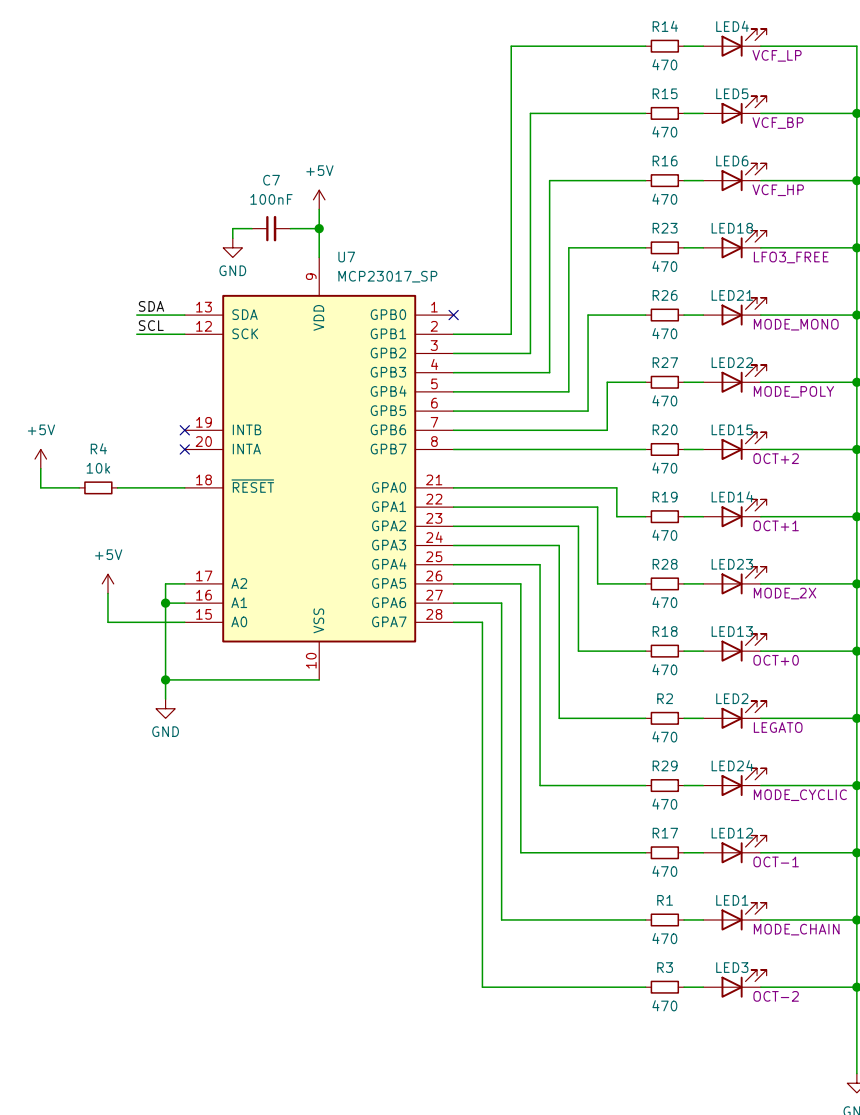 R14 LED4
470 VCF_LP
R15 LED5
470 VCF_BP
R16 LED6
470 VCF_HP
R23 LED18
470 LFO3_FREE
R26 LED21
470 MODE_MONO
R27 LED22
470 MODE_POLY
R20 LED15
470 OCT+2
R19 LED14
470 OCT+1
R28 LED23
470 MODE_2X
R18 LED13
470 OCT+0
R2 LED2
470 LEGATO
R29 LED24
470 MODE_CYCLIC
R17 LED12
470 OCT-1
R1 LED1
470 MODE_CHAIN
R3 LED3
470 OCT-2
+5V
C7
100nF
GND
U7
MCP23017_SP
9
VDD
SDA 13 SDA
SCL 12 SCK
19 INTB
20 INTA
+5V
R4
10k
18 RESET
+5V
17 A2
16 A1
15 A0
VSS
10
GND
GPB0 1
GPB1 2
GPB2 3
GPB3 4
GPB4 5
GPB5 6
GPB6 7
GPB7 8
GPA0 21
GPA1 22
GPA2 23
GPA3 24
GPA4 25
GPA5 26
GPA6 27
GPA7 28